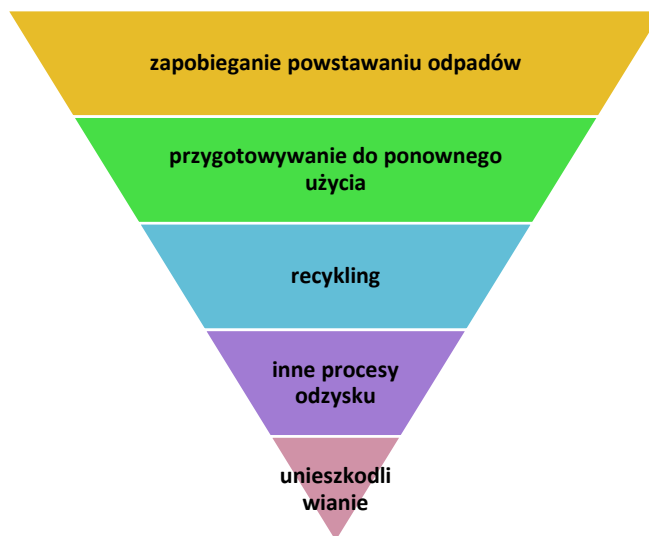 zapobieganie powstawaniu odpadów
przygotowywanie do ponownego
użycia
recykling
inne procesy
odzysku
unieszkodli
wianie